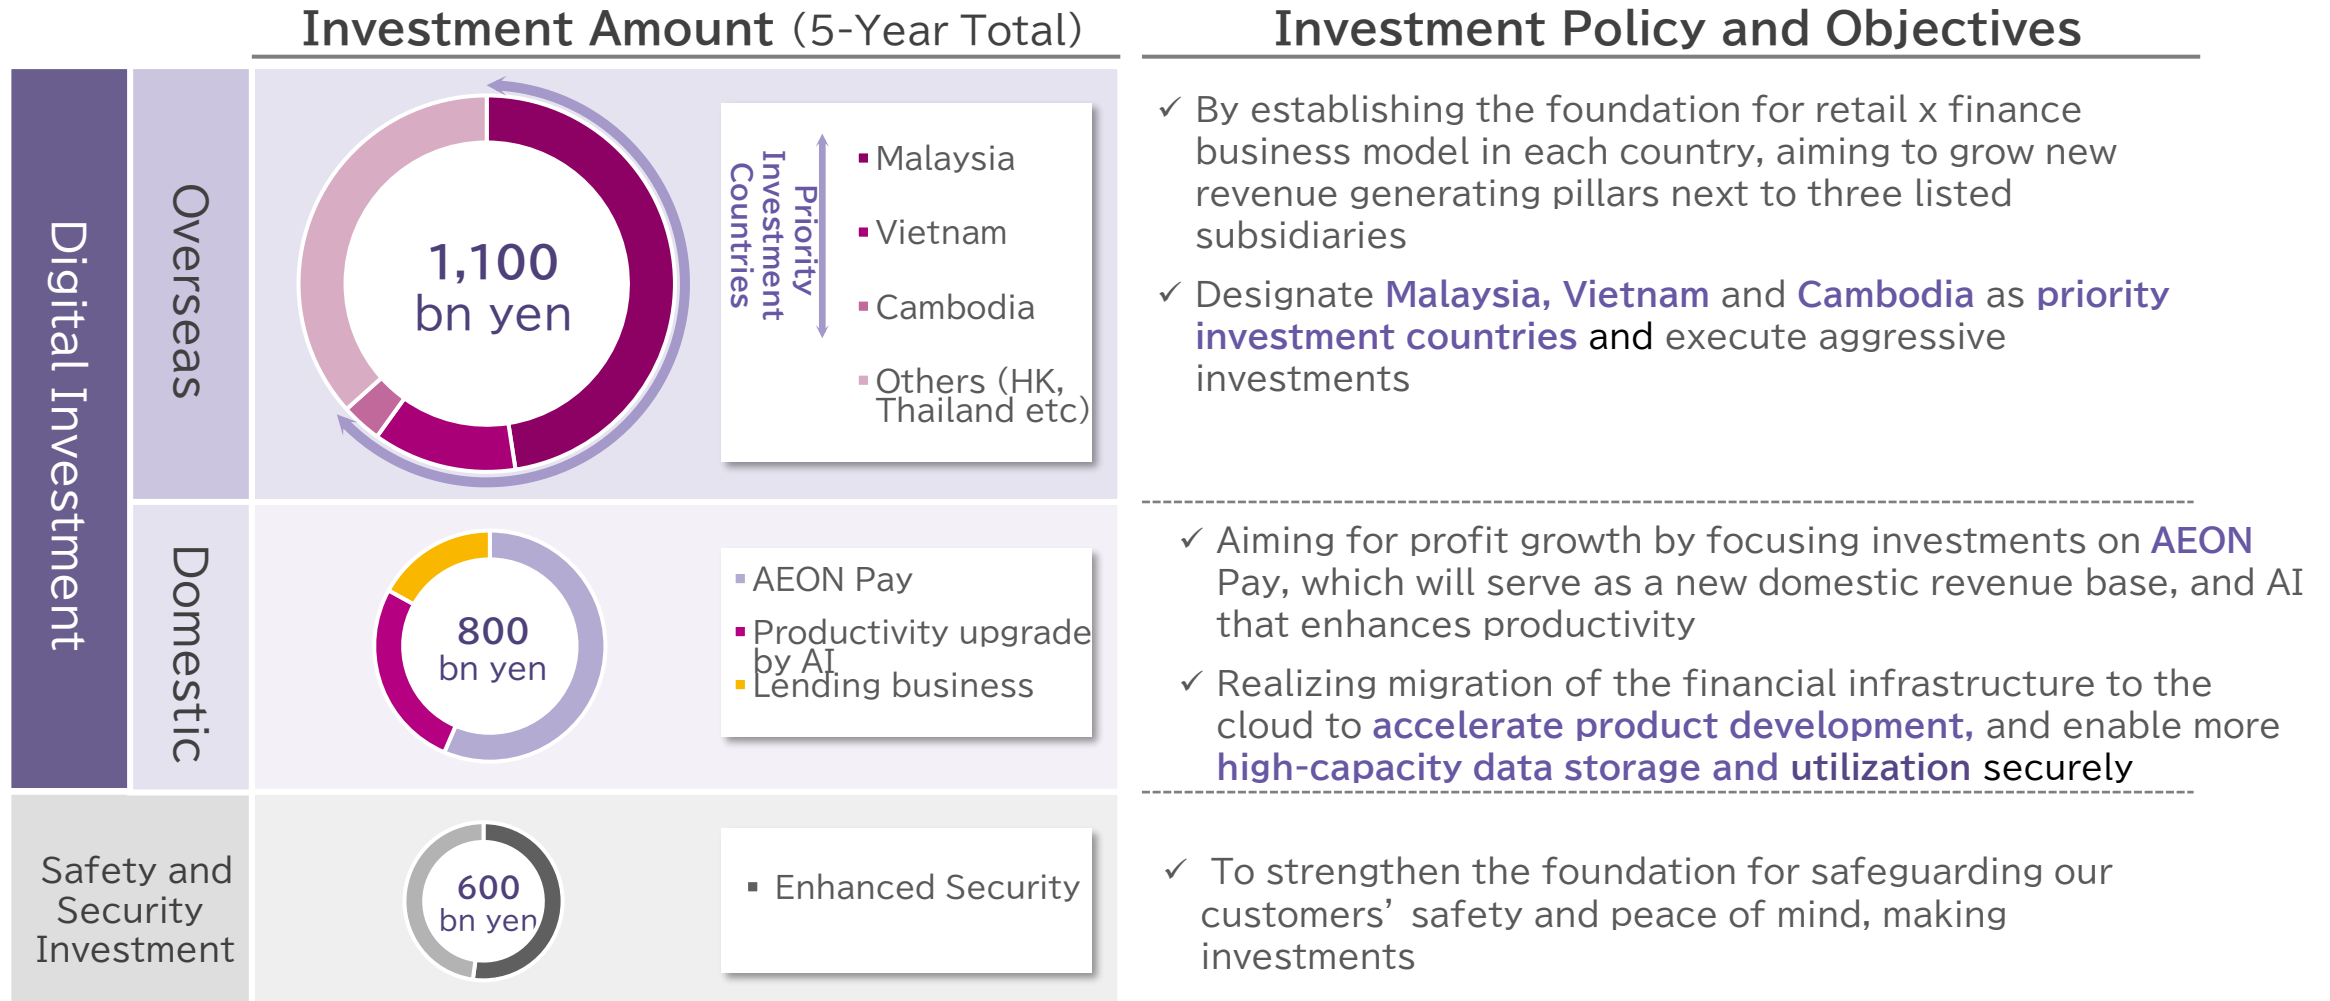 Investment Amount (5-Year Total)
Investment Policy and Objectives
Digital Investment
Overseas
1,100
bn yen
Priority
Investment
Countries
Malaysia
Vietnam
Cambodia
Others (HK,
Thailand etc)
✓ By establishing the foundation for retail x finance
business model in each country, aiming to grow new
revenue generating pillars next to three listed
subsidiaries
✓ Designate Malaysia, Vietnam and Cambodia as priority
investment countries and execute aggressive
investments
Domestic
800
bn yen
AEON Pay
Productivity upgrade
by AI
Lending business
✓ Aiming for profit growth by focusing investments on AEON
Pay, which will serve as a new domestic revenue base, and AI
that enhances productivity
✓ Realizing migration of the financial infrastructure to the
cloud to accelerate product development, and enable more
high-capacity data storage and utilization securely
Safety and
Security
Investment
600
bn yen
Enhanced Security
✓ To strengthen the foundation for safeguarding our
customers’ safety and peace of mind, making
investments